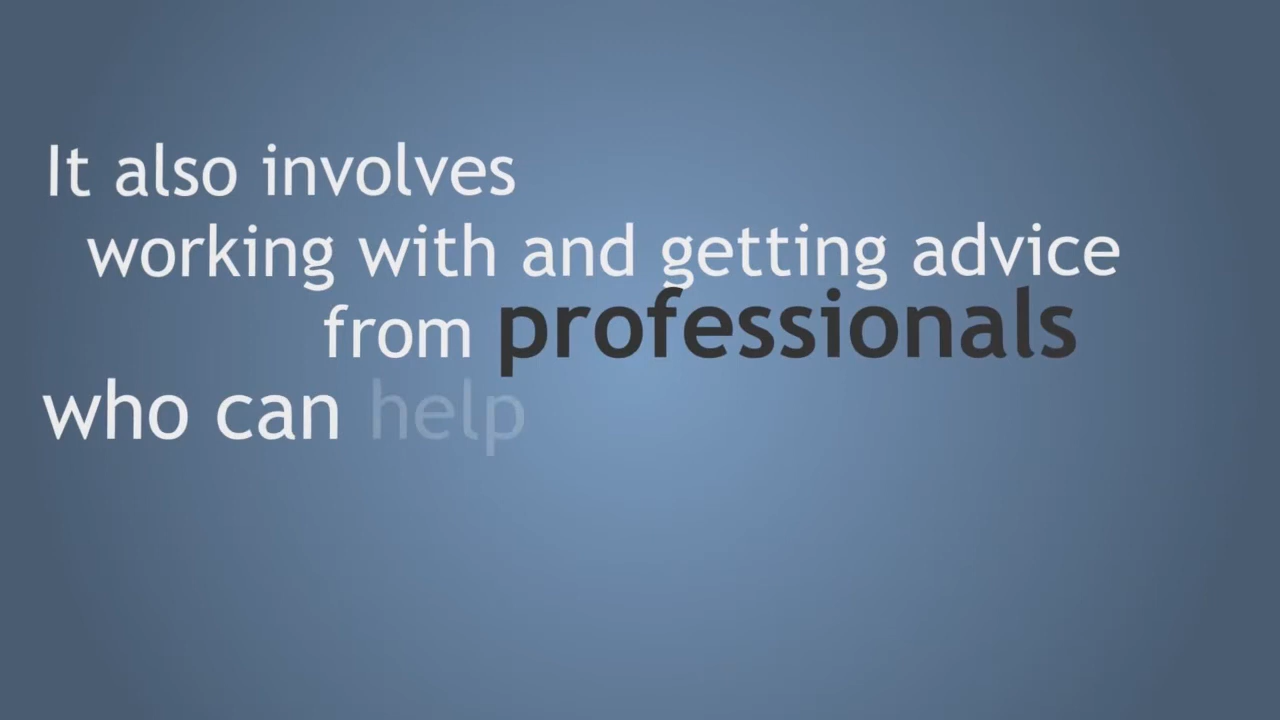 It also involves
working with and getting advice
from professionals
who can help